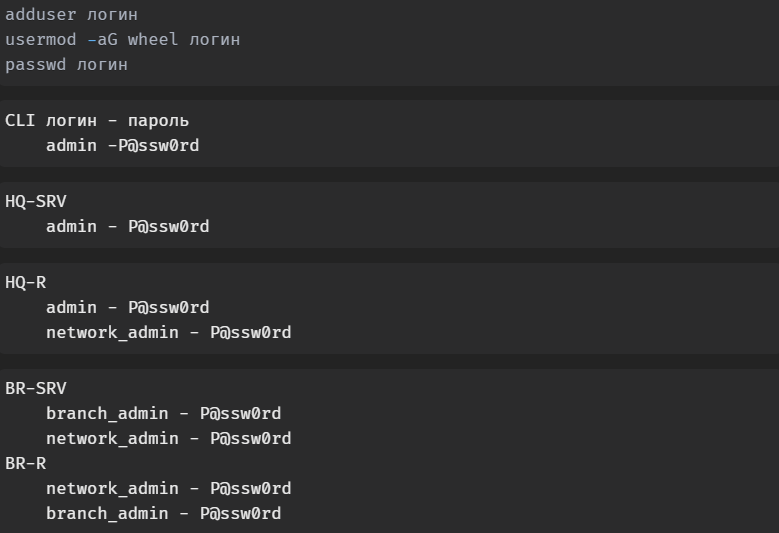 adduser логин
usermod -aG wheel логин
passwd логин
CLI логин - пароль
admin -P@ssw0rd
HQ-SRV
admin - P@ssw0rd
HQ-R
admin - P@ssw0rd
network_admin - P@ssw0rd
BR-SRV
branch_admin - P@ssw0rd
network_admin - P@ssw0rd
BR-R
network_admin - P@ssw0rd
branch_admin - P@ssw0rd